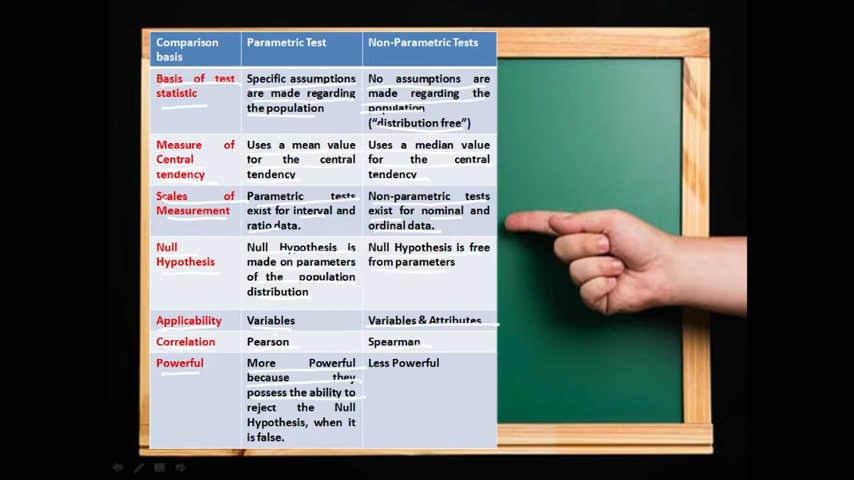 Comparison basis
Parametric Test
Non-Parametric Tests
Basis of test statistic
Specific assumptions are made regarding the population
No assumptions are made regarding the population ("distribution free")
Measure of Central tendency
Uses a mean value for the central tendency
Uses a median value for the central tendency
Scales of Measurement
Parametric tests exist for interval and ratio data.
Non-parametric tests exist for nominal and ordinal data.
Null Hypothesis
Null Hypothesis is made on parameters of the population distribution
Null Hypothesis is free from parameters
Applicability
Variables
Variables & Attributes
Correlation
Pearson
Spearman
Powerful
More Powerful because they possess the ability to reject the Null Hypothesis, when it is false.
Less Powerful